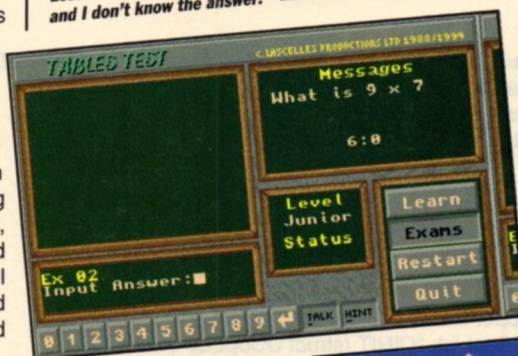 and I don't know the answer.
TABLES TEST
C.LASCELLES PRODUCTIONS LTD 1988/1994
Messages
What is 9 x 7
6:0
Level
Junior
Status
Learn
Exams
Restart
Quit
Ex 02
Input Answer:
0 1 2 3 4 5 6 7 8 9 ↵ TALK HINT